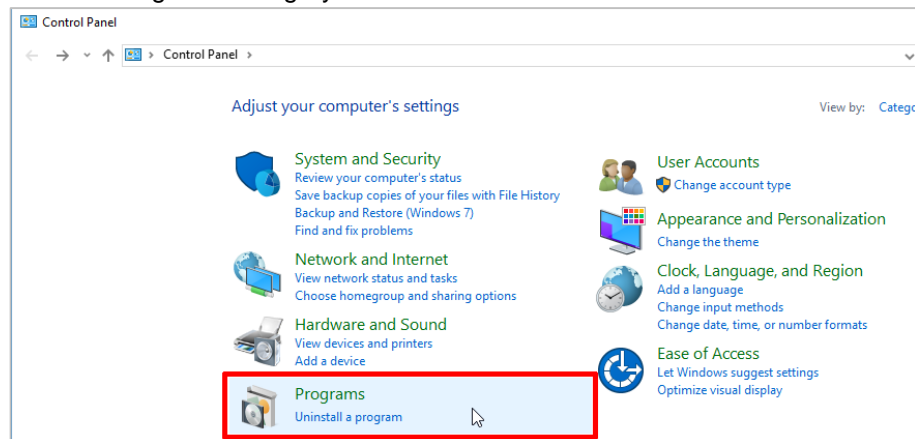 Control Panel
Control Panel
Adjust your computer's settings
View by:
System and Security
Review your computer's status
Save backup copies of your files with File History
Backup and Restore (Windows 7)
Find and fix problems
Network and Internet
View network status and tasks
Choose homegroup and sharing options
Hardware and Sound
View devices and printers
Add a device
Programs
Uninstall a program
User Accounts
Change account type
Appearance and Personalization
Change the theme
Clock, Language, and Region
Add a language
Change input methods
Change date, time, or number formats
Ease of Access
Let Windows suggest settings
Optimize visual display